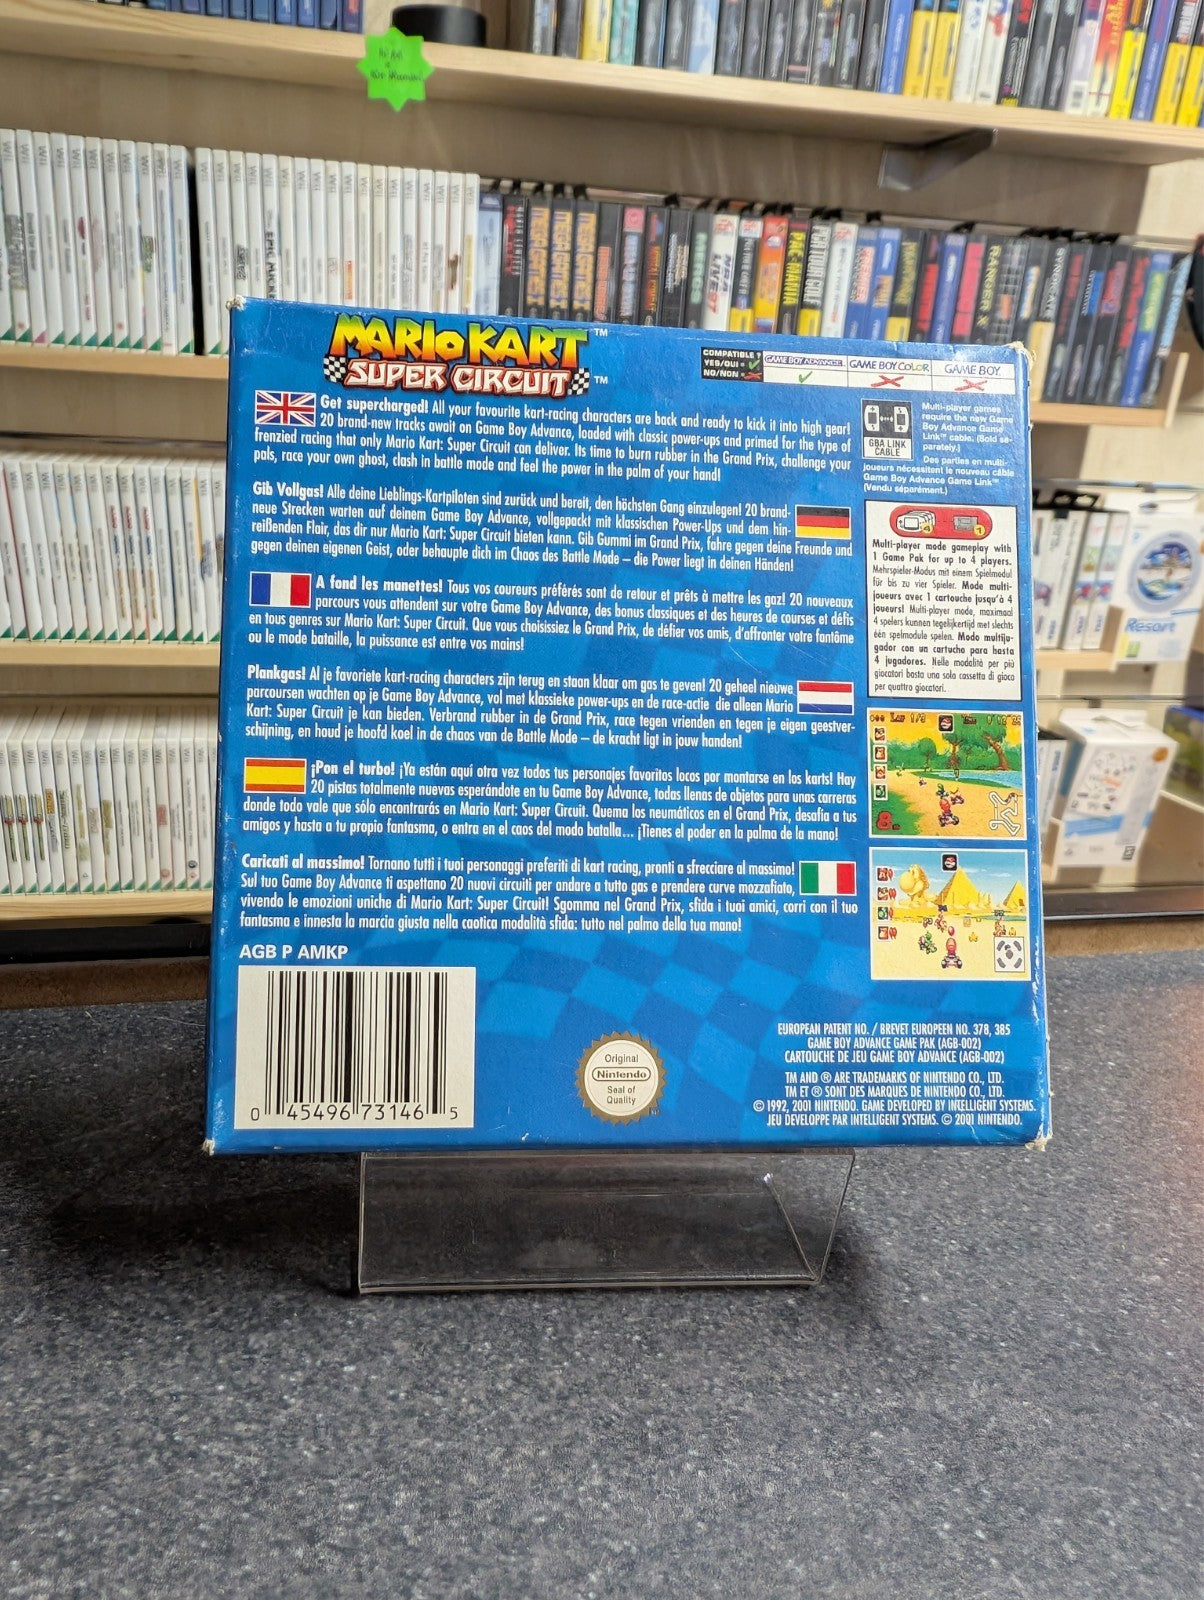 MARIO KART ™
SUPER CIRCUIT ™
COMPATIBLE ?
YES/OUI = ✓
NO/NON = ✗
GAME BOY ADVANCE
GAME BOY COLOR
GAME BOY
Get supercharged! All your favourite kart-racing characters are back and ready to kick it into high gear!
20 brand-new tracks await on Game Boy Advance, loaded with classic power-ups and primed for the type of
frenzied racing that only Mario Kart: Super Circuit can deliver. Its time to burn rubber in the Grand Prix, challenge your
pals, race your own ghost, clash in battle mode and feel the power in the palm of your hand!
Gib Vollgas! Alle deine Lieblings-Kartpiloten sind zurück und bereit, den höchsten Gang einzulegen! 20 brand-
neue Strecken warten auf deinem Game Boy Advance, vollgepackt mit klassischen Power-Ups und dem hin-
reißenden Flair, das dir nur Mario Kart: Super Circuit bieten kann. Gib Gummi im Grand Prix, fahre gegen deine Freunde und
gegen deinen eigenen Geist, oder behaupte dich im Chaos des Battle Mode – die Power liegt in deinen Händen!
A fond les manettes! Tous vos coureurs préférés sont de retour et prêts à mettre les gaz! 20 nouveaux
parcours vous attendent sur votre Game Boy Advance, des bonus classiques et des heures de courses et défis
en tous genres sur Mario Kart: Super Circuit. Que vous choisissiez le Grand Prix, de défier vos amis, d'affronter votre fantôme
ou le mode bataille, la puissance est entre vos mains!
Plankgas! Al je favoriete kart-racing characters zijn terug en staan klaar om gas te geven! 20 geheel nieuwe
parcoursen wachten op je Game Boy Advance, vol met klassieke power-ups en de race-actie die alleen Mario
Kart: Super Circuit je kan bieden. Verbrand rubber in de Grand Prix, race tegen vrienden en tegen je eigen geestver-
schijning, en houd je hoofd koel in de chaos van de Battle Mode – de kracht ligt in jouw handen!
¡Pon el turbo! ¡Ya están aquí otra vez todos tus personajes favoritos locos por montarse en los karts! Hay
20 pistas totalmente nuevas esperándote en tu Game Boy Advance, todas llenas de objetos para unas carreras
donde todo vale que sólo encontrarás en Mario Kart: Super Circuit. Quema los neumáticos en el Grand Prix, desafía a tus
amigos y hasta a tu propio fantasma, o entra en el caos del modo batalla... ¡Tienes el poder en la palma de la mano!
Caricati al massimo! Tornano tutti i tuoi personaggi preferiti di kart racing, pronti a sfrecciare al massimo!
Sul tuo Game Boy Advance ti aspettano 20 nuovi circuiti per andare a tutto gas e prendere curve mozzafiato,
vivendo le emozioni uniche di Mario Kart: Super Circuit! Sgomma nel Grand Prix, sfida i tuoi amici, corri con il tuo
fantasma e innesta la marcia giusta nella caotica modalità sfida: tutto nel palmo della tua mano!
GBA LINK
CABLE
Multi-player games
require the new Game
Boy Advance Game
Link™ cable. (Sold se-
parately.)
Des parties en multi-
joueurs nécessitent le nouveau câble
Game Boy Advance Game Link™
(Vendu séparément.)
4 1
Multi-player mode gameplay with
1 Game Pak for up to 4 players.
Mehrspieler-Modus mit einem Spielmodul
für bis zu vier Spieler. Mode multi-
joueurs avec 1 cartouche jusqu'à 4
joueurs! Multi-player mode, maximaal
4 spelers kunnen tegelijkertijd met slechts
één spelmodule spelen. Modo multiju-
gador con un cartucho para hasta
4 jugadores. Nelle modalità per più
giocatori basta una sola cassetta di gioco
per quattro giocatori.
LAP 1/3
8
AGB P AMKP
0 45496 73146 5
Original
Nintendo
Seal of
Quality
EUROPEAN PATENT NO. / BREVET EUROPEEN NO. 378, 385
GAME BOY ADVANCE GAME PAK (AGB-002)
CARTOUCHE DE JEU GAME BOY ADVANCE (AGB-002)
TM AND ® ARE TRADEMARKS OF NINTENDO CO., LTD.
TM ET ® SONT DES MARQUES DE NINTENDO CO., LTD.
© 1992, 2001 NINTENDO. GAME DEVELOPED BY INTELLIGENT SYSTEMS.
JEU DEVELOPPE PAR INTELLIGENT SYSTEMS. © 2001 NINTENDO.
Wii
EPIC MICKEY
MEGA GAMES I
MEGA GAMES I
MEGA GAMES I
PAC-MANIA
PGA TOUR GOLF
RANGER X
SYNDICATE
Resort